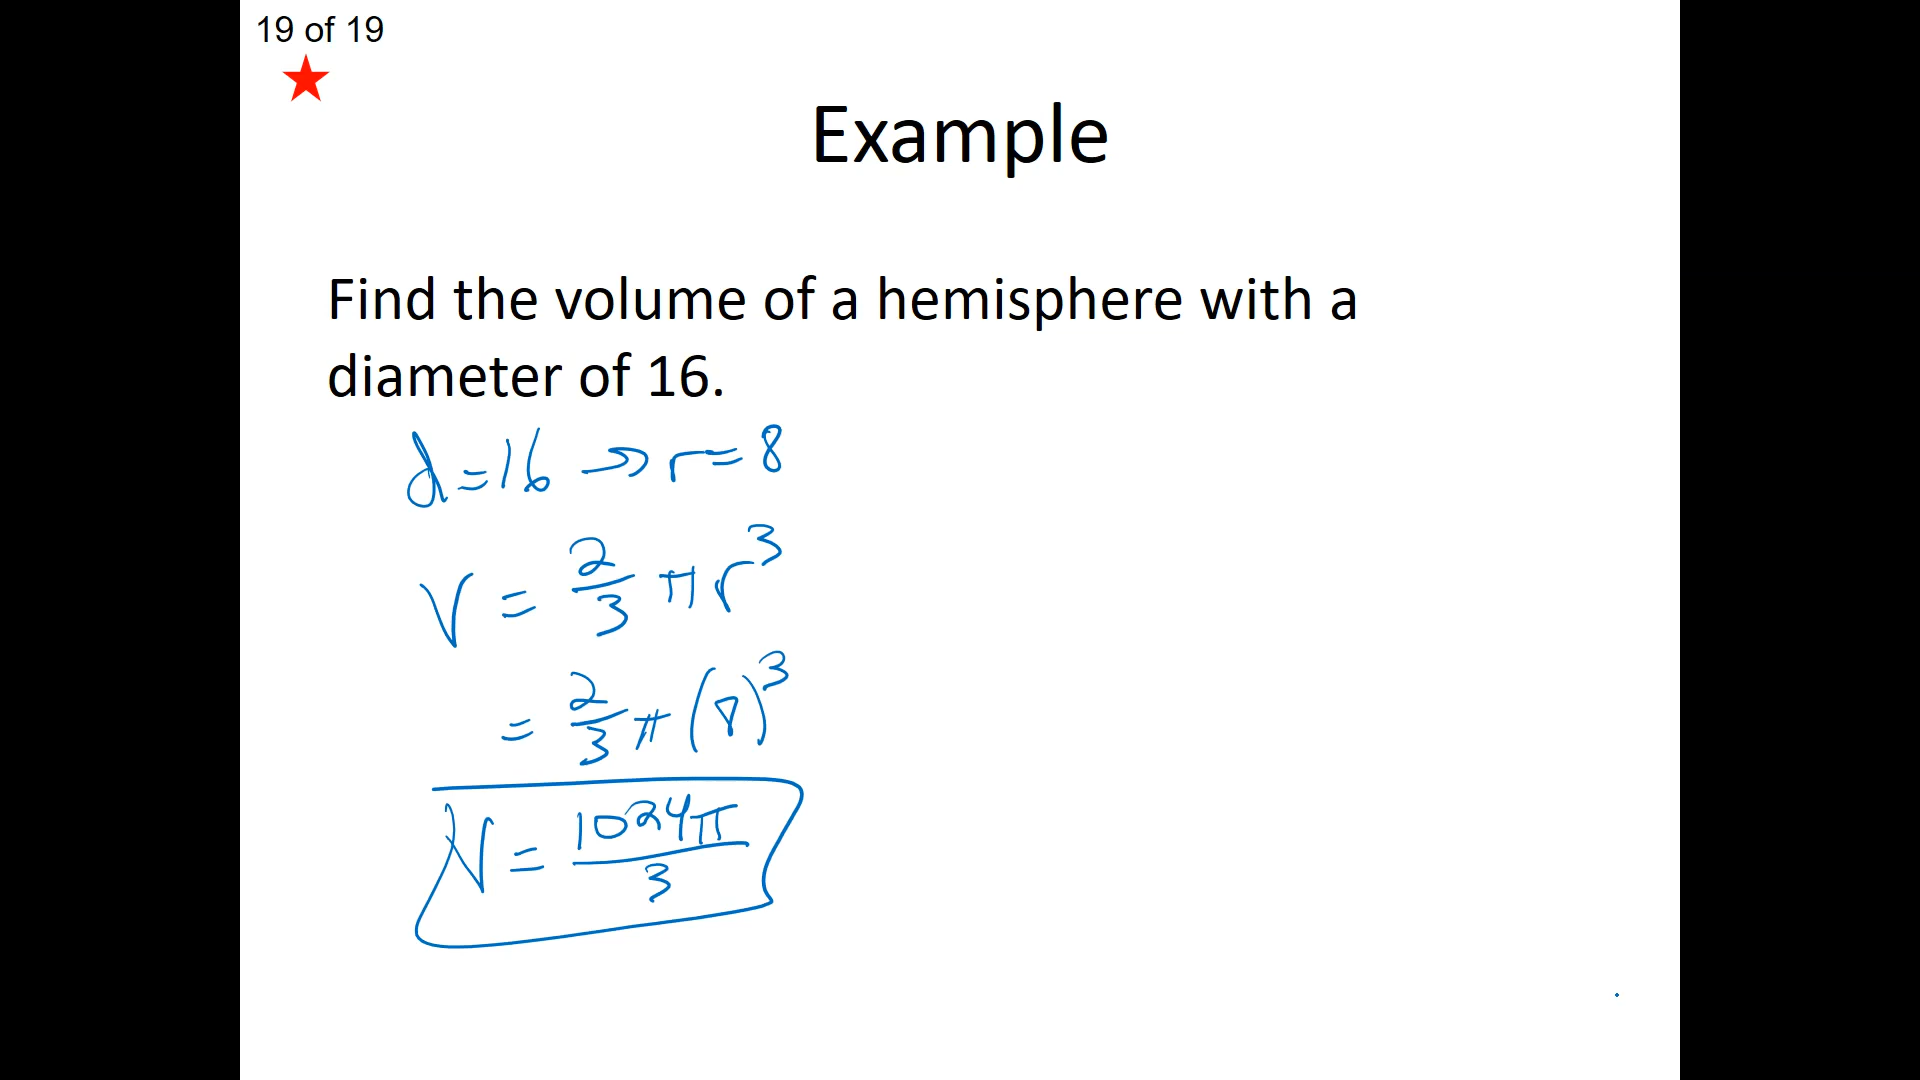 19 of 19
Example
Find the volume of a hemisphere with a
diameter of 16.
d = 16 → r = 8
V = 2/3 π r³
= 2/3 π (8)³
V = 1024π/3